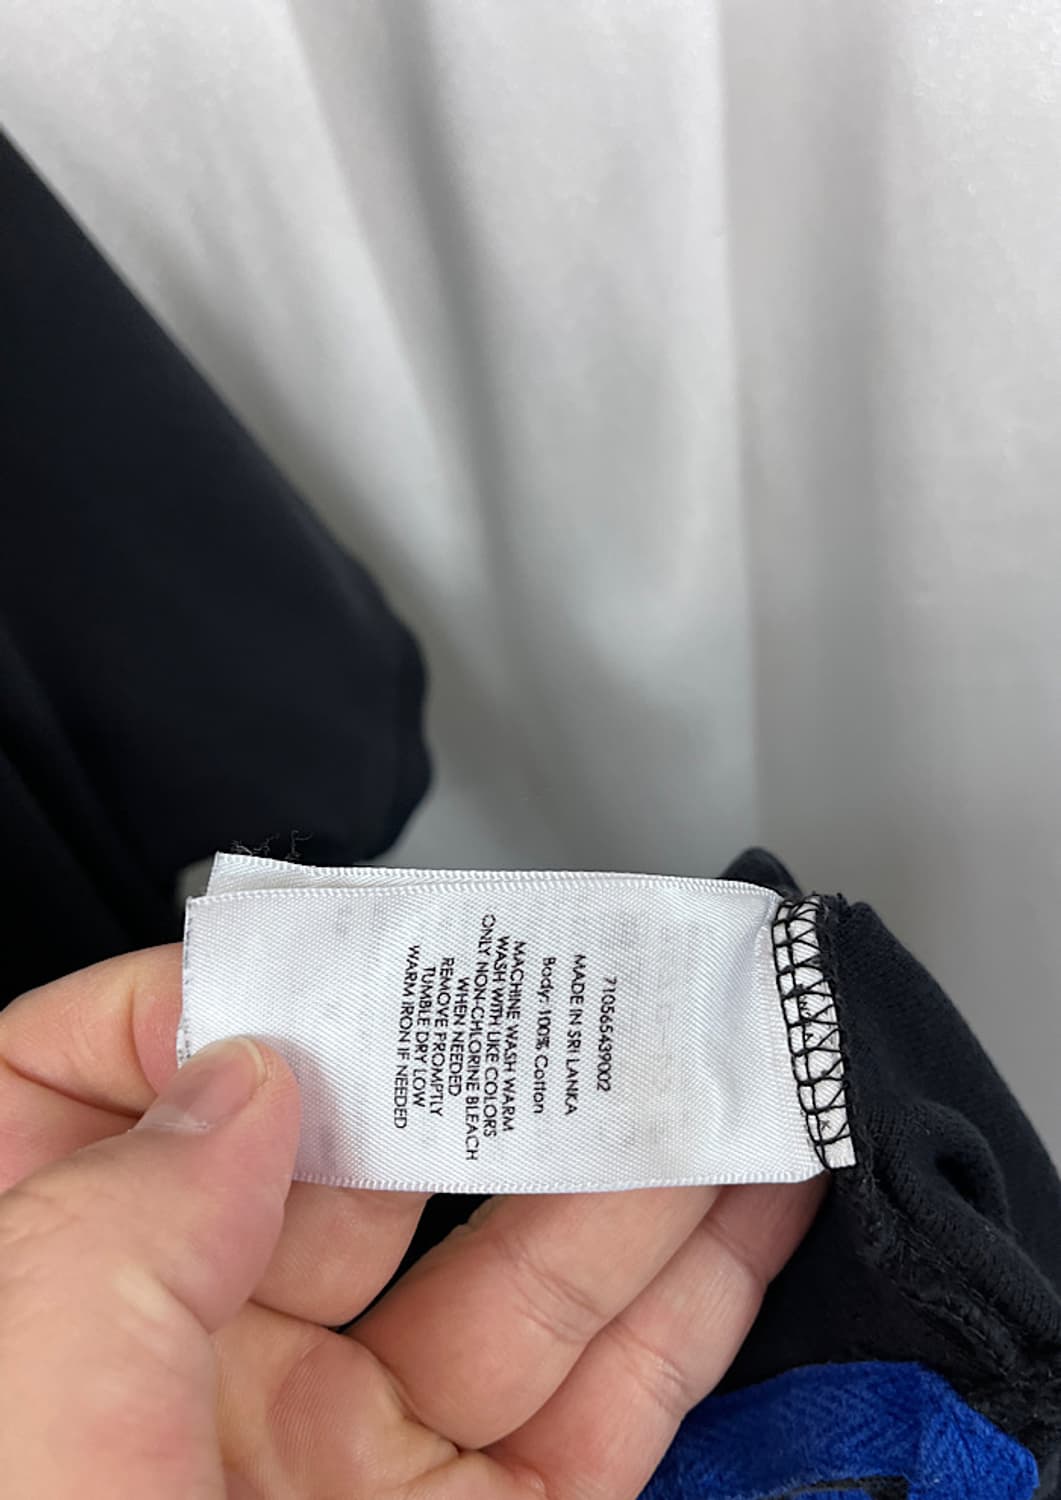 710565439002
MADE IN SRI LANKA
Body: 100% Cotton
MACHINE WASH WARM
WASH WITH LIKE COLORS
ONLY NON-CHLORINE BLEACH
WHEN NEEDED
REMOVE PROMPTLY
TUMBLE DRY LOW
WARM IRON IF NEEDED